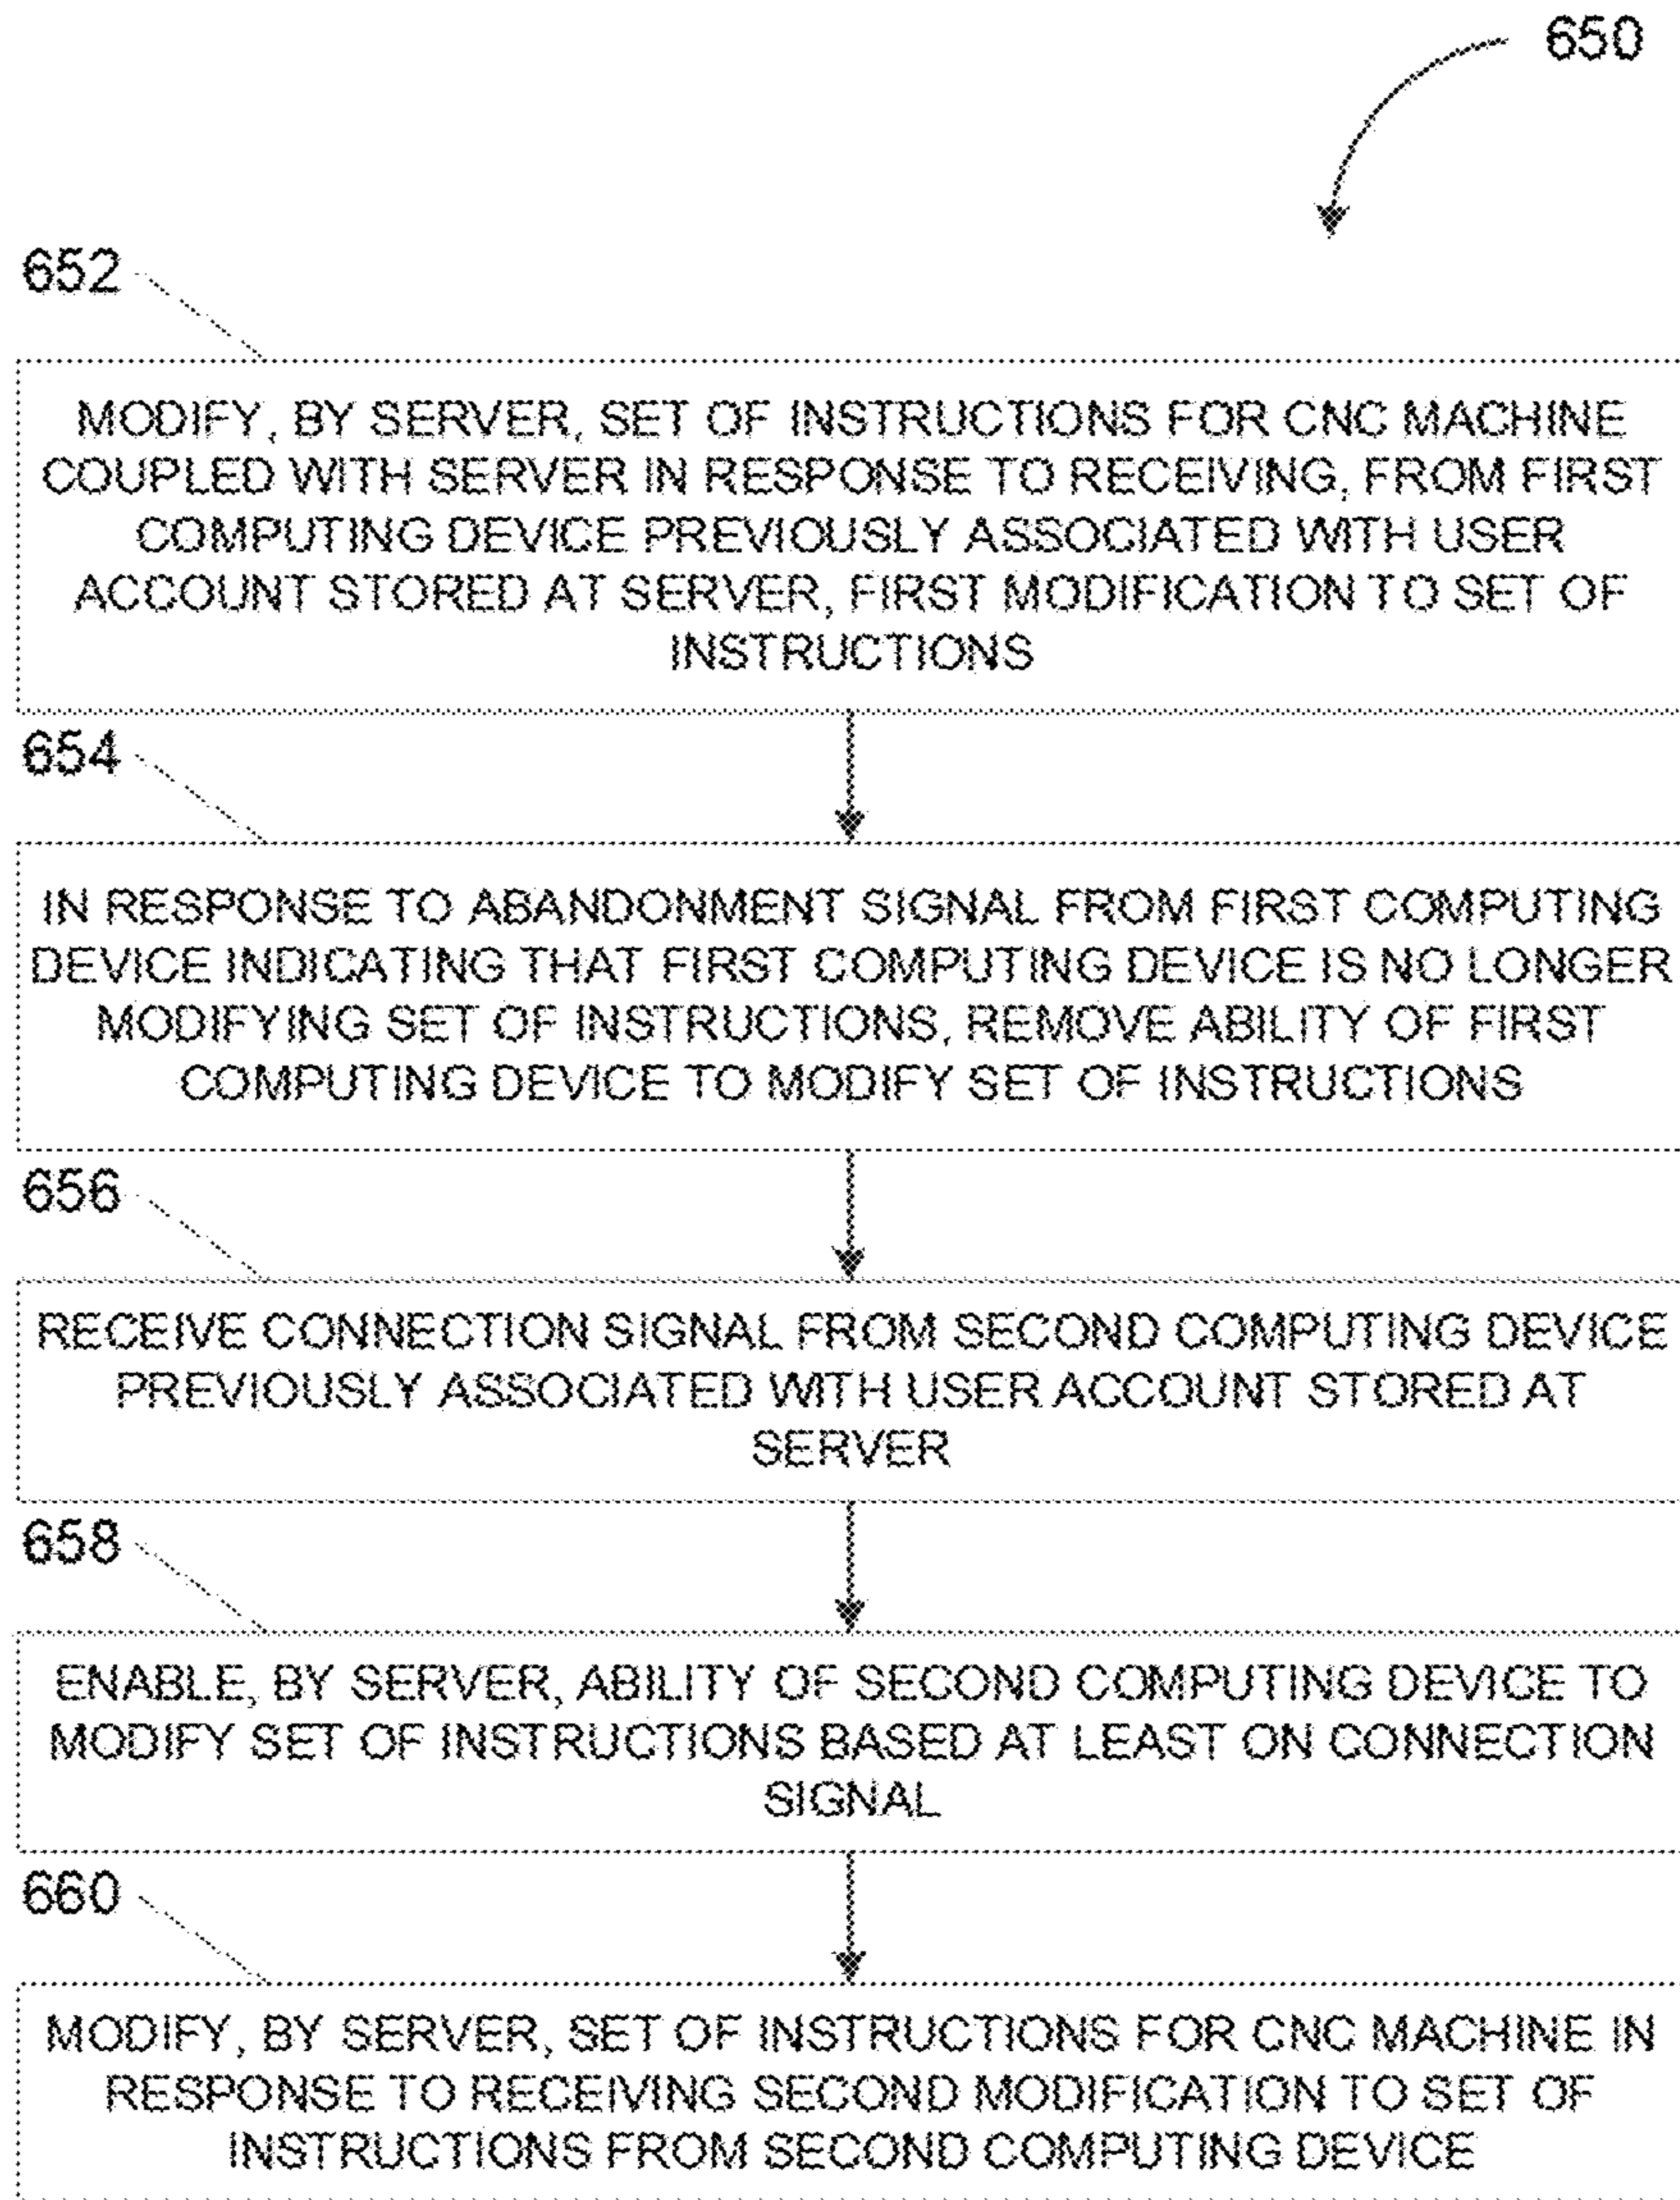 650
652
MODIFY, BY SERVER, SET OF INSTRUCTIONS FOR CNC MACHINE
COUPLED WITH SERVER IN RESPONSE TO RECEIVING, FROM FIRST
COMPUTING DEVICE PREVIOUSLY ASSOCIATED WITH USER
ACCOUNT STORED AT SERVER, FIRST MODIFICATION TO SET OF
INSTRUCTIONS
654
IN RESPONSE TO ABANDONMENT SIGNAL FROM FIRST COMPUTING
DEVICE INDICATING THAT FIRST COMPUTING DEVICE IS NO LONGER
MODIFYING SET OF INSTRUCTIONS, REMOVE ABILITY OF FIRST
COMPUTING DEVICE TO MODIFY SET OF INSTRUCTIONS
656
RECEIVE CONNECTION SIGNAL FROM SECOND COMPUTING DEVICE
PREVIOUSLY ASSOCIATED WITH USER ACCOUNT STORED AT
SERVER
658
ENABLE, BY SERVER, ABILITY OF SECOND COMPUTING DEVICE TO
MODIFY SET OF INSTRUCTIONS BASED AT LEAST ON CONNECTION
SIGNAL
660
MODIFY, BY SERVER, SET OF INSTRUCTIONS FOR CNC MACHINE IN
RESPONSE TO RECEIVING SECOND MODIFICATION TO SET OF
INSTRUCTIONS FROM SECOND COMPUTING DEVICE